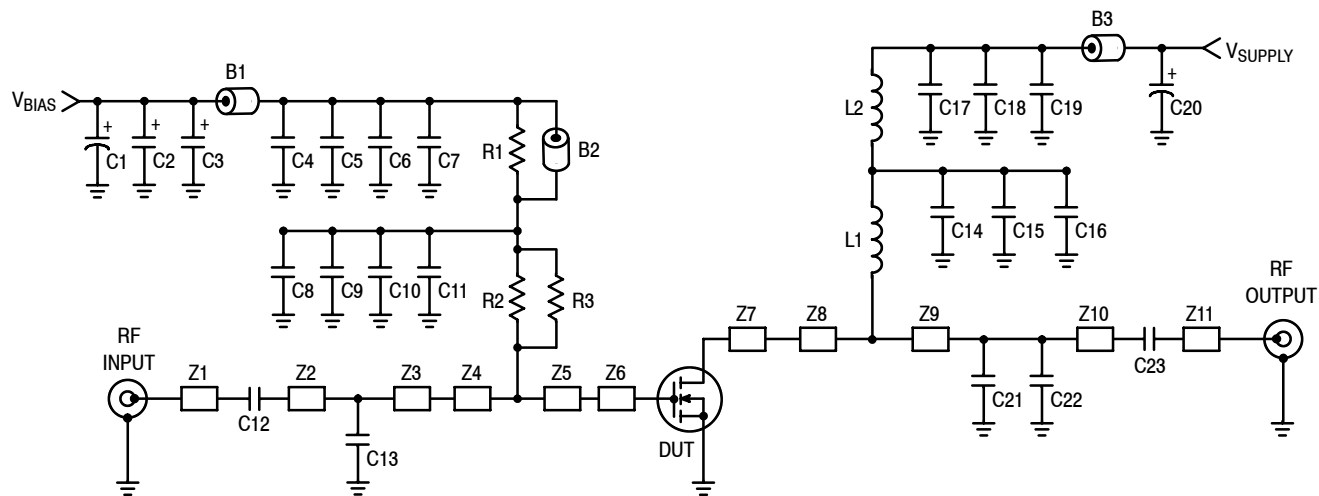 B3
V_SUPPLY
B1
V_BIAS
+
+
+
+
C1
C2
C3
C4
C5
C6
C7
R1
B2
L2
C17
C18
C19
C20
L1
C14
C15
C16
C8
C9
C10
C11
R2
R3
RF
INPUT
RF
OUTPUT
Z1
C12
Z2
Z3
Z4
Z5
Z6
C13
DUT
Z7
Z8
Z9
Z10
Z11
C23
C21
C22